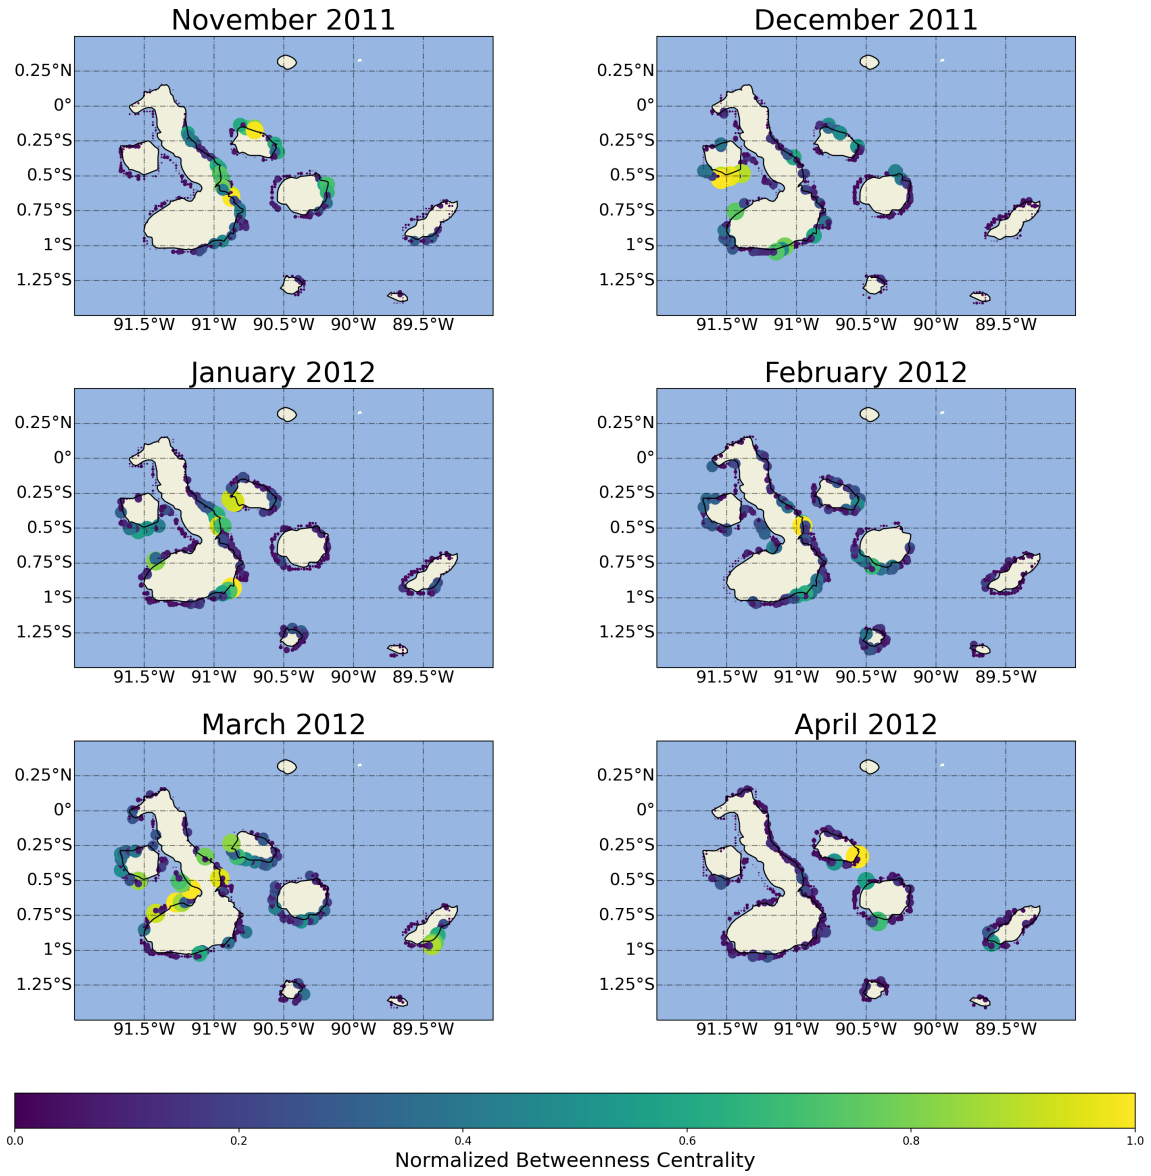 November 2011
December 2011
0.25°N
0°
0.25°S
0.5°S
0.75°S
1°S
1.25°S
91.5°W 91°W 90.5°W 90°W 89.5°W
0.25°N
0°
0.25°S
0.5°S
0.75°S
1°S
1.25°S
91.5°W 91°W 90.5°W 90°W 89.5°W
January 2012
February 2012
0.25°N
0°
0.25°S
0.5°S
0.75°S
1°S
1.25°S
91.5°W 91°W 90.5°W 90°W 89.5°W
0.25°N
0°
0.25°S
0.5°S
0.75°S
1°S
1.25°S
91.5°W 91°W 90.5°W 90°W 89.5°W
March 2012
April 2012
0.25°N
0°
0.25°S
0.5°S
0.75°S
1°S
1.25°S
91.5°W 91°W 90.5°W 90°W 89.5°W
0.25°N
0°
0.25°S
0.5°S
0.75°S
1°S
1.25°S
91.5°W 91°W 90.5°W 90°W 89.5°W
0.0 0.2 0.4 0.6 0.8 1.0
Normalized Betweenness Centrality